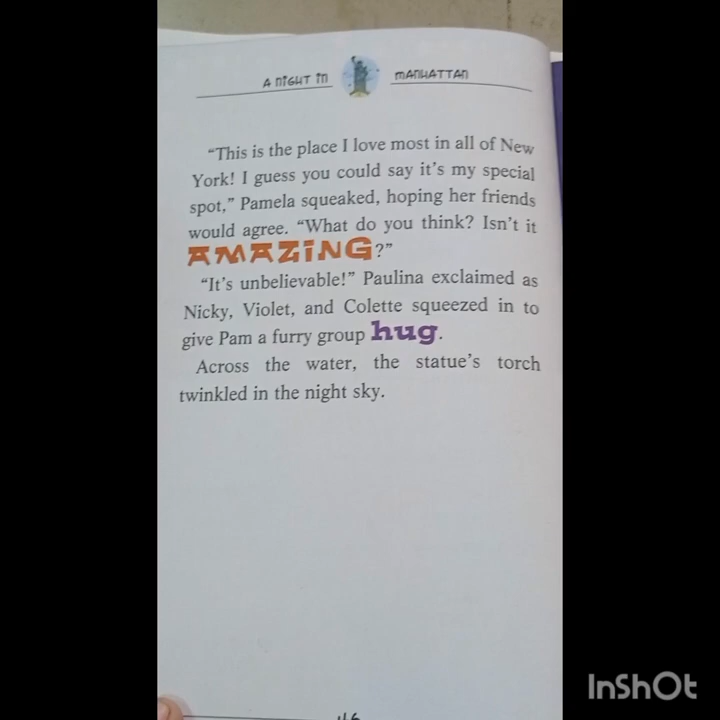 A NIGHT IN MANHATTAN
"This is the place I love most in all of New
York! I guess you could say it's my special
spot," Pamela squeaked, hoping her friends
would agree. "What do you think? Isn't it
AMAZING?"
"It's unbelievable!" Paulina exclaimed as
Nicky, Violet, and Colette squeezed in to
give Pam a furry group hug.
Across the water, the statue's torch
twinkled in the night sky.
InShOt